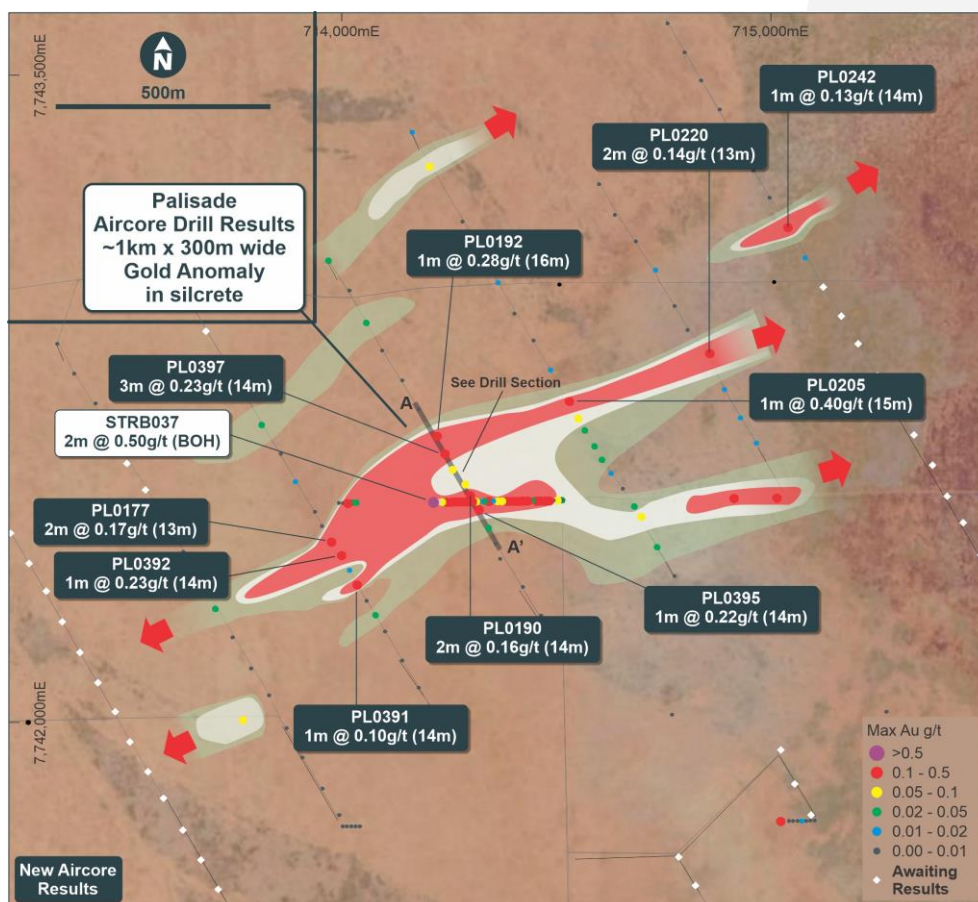 714,000mE
715,000mE
7,743,500mE
N
500m
PL0242
1m @ 0.13g/t (14m)
PL0220
2m @ 0.14g/t (13m)
Palisade
Aircore Drill Results
~1km x 300m wide
Gold Anomaly
in silcrete
PL0192
1m @ 0.28g/t (16m)
PL0397
3m @ 0.23g/t (14m)
See Drill Section
A
PL0205
1m @ 0.40g/t (15m)
STRB037
2m @ 0.50g/t (BOH)
PL0177
2m @ 0.17g/t (13m)
A'
PL0392
1m @ 0.23g/t (14m)
PL0395
1m @ 0.22g/t (14m)
PL0190
2m @ 0.16g/t (14m)
7,742,000mE
PL0391
1m @ 0.10g/t (14m)
Max Au g/t
>0.5
0.1 - 0.5
0.05 - 0.1
0.02 - 0.05
0.01 - 0.02
0.00 - 0.01
Awaiting
Results
New Aircore
Results